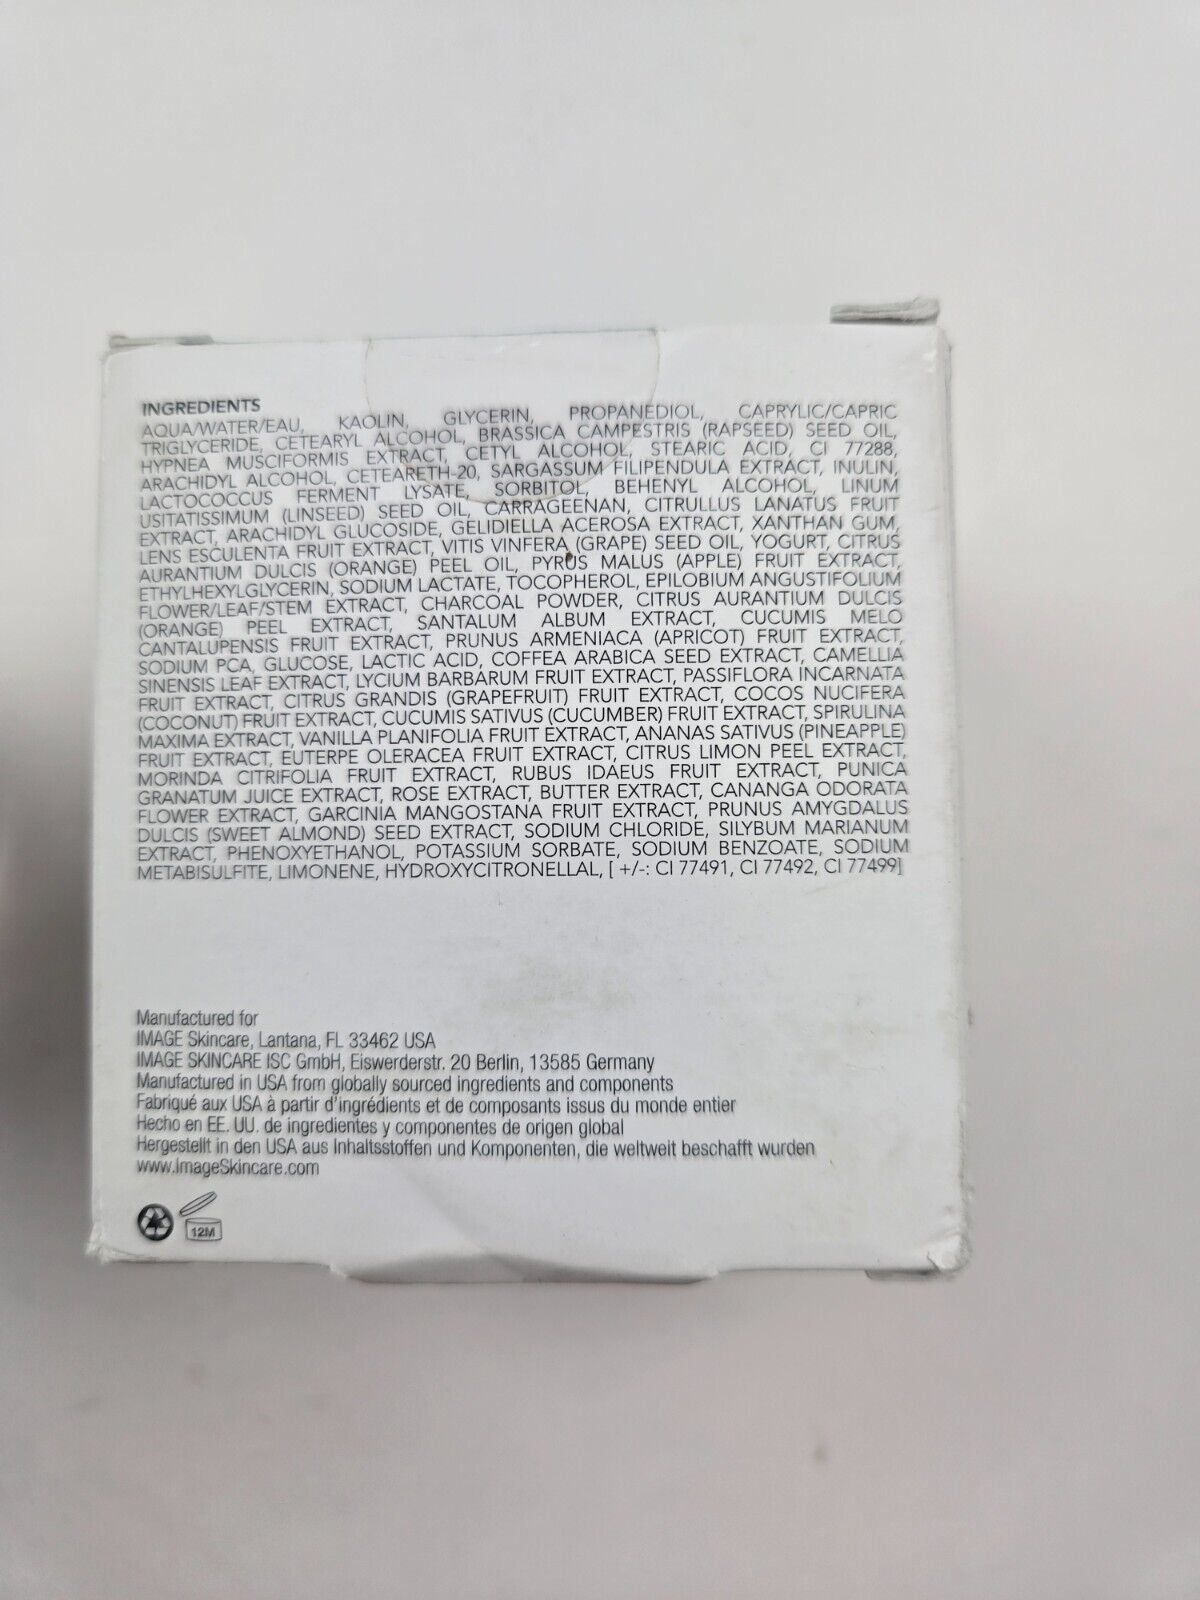 INGREDIENTS
AQUA/WATER/EAU, KAOLIN, GLYCERIN, PROPANEDIOL, CAPRYLIC/CAPRIC
TRIGLYCERIDE, CETEARYL ALCOHOL, BRASSICA CAMPESTRIS (RAPSEED) SEED OIL,
HYPNEA MUSCIFORMIS EXTRACT, CETYL ALCOHOL, STEARIC ACID, CI 77288,
ARACHIDYL ALCOHOL, CETEARETH-20, SARGASSUM FILIPENDULA EXTRACT, INULIN,
LACTOCOCCUS FERMENT LYSATE, SORBITOL, BEHENYL ALCOHOL, LINUM
USITATISSIMUM (LINSEED) SEED OIL, CARRAGEENAN, CITRULLUS LANATUS FRUIT
EXTRACT, ARACHIDYL GLUCOSIDE, GELIDIELLA ACEROSA EXTRACT, XANTHAN GUM,
LENS ESCULENTA FRUIT EXTRACT, VITIS VINFERA (GRAPE) SEED OIL, YOGURT, CITRUS
AURANTIUM DULCIS (ORANGE) PEEL OIL, PYRUS MALUS (APPLE) FRUIT EXTRACT,
ETHYLHEXYLGLYCERIN, SODIUM LACTATE, TOCOPHEROL, EPILOBIUM ANGUSTIFOLIUM
FLOWER/LEAF/STEM EXTRACT, CHARCOAL POWDER, CITRUS AURANTIUM DULCIS
(ORANGE) PEEL EXTRACT, SANTALUM ALBUM EXTRACT, CUCUMIS MELO
CANTALUPENSIS FRUIT EXTRACT, PRUNUS ARMENIACA (APRICOT) FRUIT EXTRACT,
SODIUM PCA, GLUCOSE, LACTIC ACID, COFFEA ARABICA SEED EXTRACT, CAMELLIA
SINENSIS LEAF EXTRACT, LYCIUM BARBARUM FRUIT EXTRACT, PASSIFLORA INCARNATA
FRUIT EXTRACT, CITRUS GRANDIS (GRAPEFRUIT) FRUIT EXTRACT, COCOS NUCIFERA
(COCONUT) FRUIT EXTRACT, CUCUMIS SATIVUS (CUCUMBER) FRUIT EXTRACT, SPIRULINA
MAXIMA EXTRACT, VANILLA PLANIFOLIA FRUIT EXTRACT, ANANAS SATIVUS (PINEAPPLE)
FRUIT EXTRACT, EUTERPE OLERACEA FRUIT EXTRACT, CITRUS LIMON PEEL EXTRACT,
MORINDA CITRIFOLIA FRUIT EXTRACT, RUBUS IDAEUS FRUIT EXTRACT, PUNICA
GRANATUM JUICE EXTRACT, ROSE EXTRACT, BUTTER EXTRACT, CANANGA ODORATA
FLOWER EXTRACT, GARCINIA MANGOSTANA FRUIT EXTRACT, PRUNUS AMYGDALUS
DULCIS (SWEET ALMOND) SEED EXTRACT, SODIUM CHLORIDE, SILYBUM MARIANUM
EXTRACT, PHENOXYETHANOL, POTASSIUM SORBATE, SODIUM BENZOATE, SODIUM
METABISULFITE, LIMONENE, HYDROXYCITRONELLAL, [ +/-: CI 77491, CI 77492, CI 77499]
Manufactured for
IMAGE Skincare, Lantana, FL 33462 USA
IMAGE SKINCARE ISC GmbH, Eiswerderstr. 20 Berlin, 13585 Germany
Manufactured in USA from globally sourced ingredients and components
Fabriqué aux USA à partir d'ingrédients et de composants issus du monde entier
Hecho en EE. UU. de ingredientes y componentes de origen global
Hergestellt in den USA aus Inhaltsstoffen und Komponenten, die weltweit beschafft wurden
www.ImageSkincare.com
12M